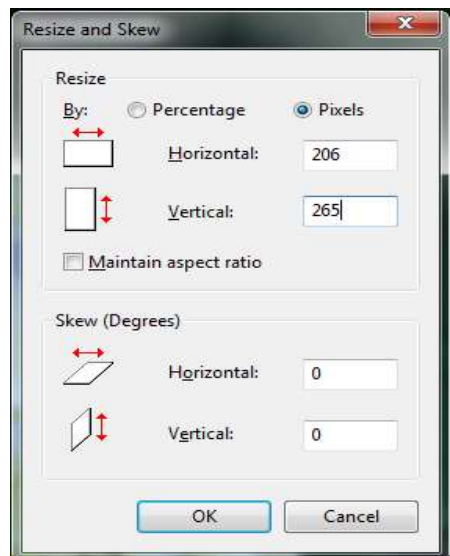 Resize and Skew
Resize
By: Percentage Pixels
Horizontal: 206
Vertical: 265
Maintain aspect ratio
Skew (Degrees)
Horizontal: 0
Vertical: 0
OK Cancel